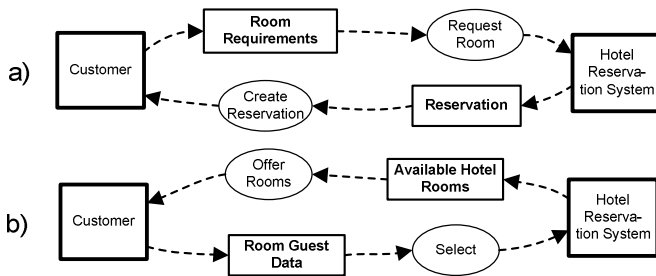 Room
Requirements
Request
Room
a)
Customer
Hotel
Reserva-
tion System
Create
Reservation
Reservation
Offer
Rooms
Available Hotel
Rooms
b)
Customer
Hotel
Reserva-
tion System
Room Guest
Data
Select